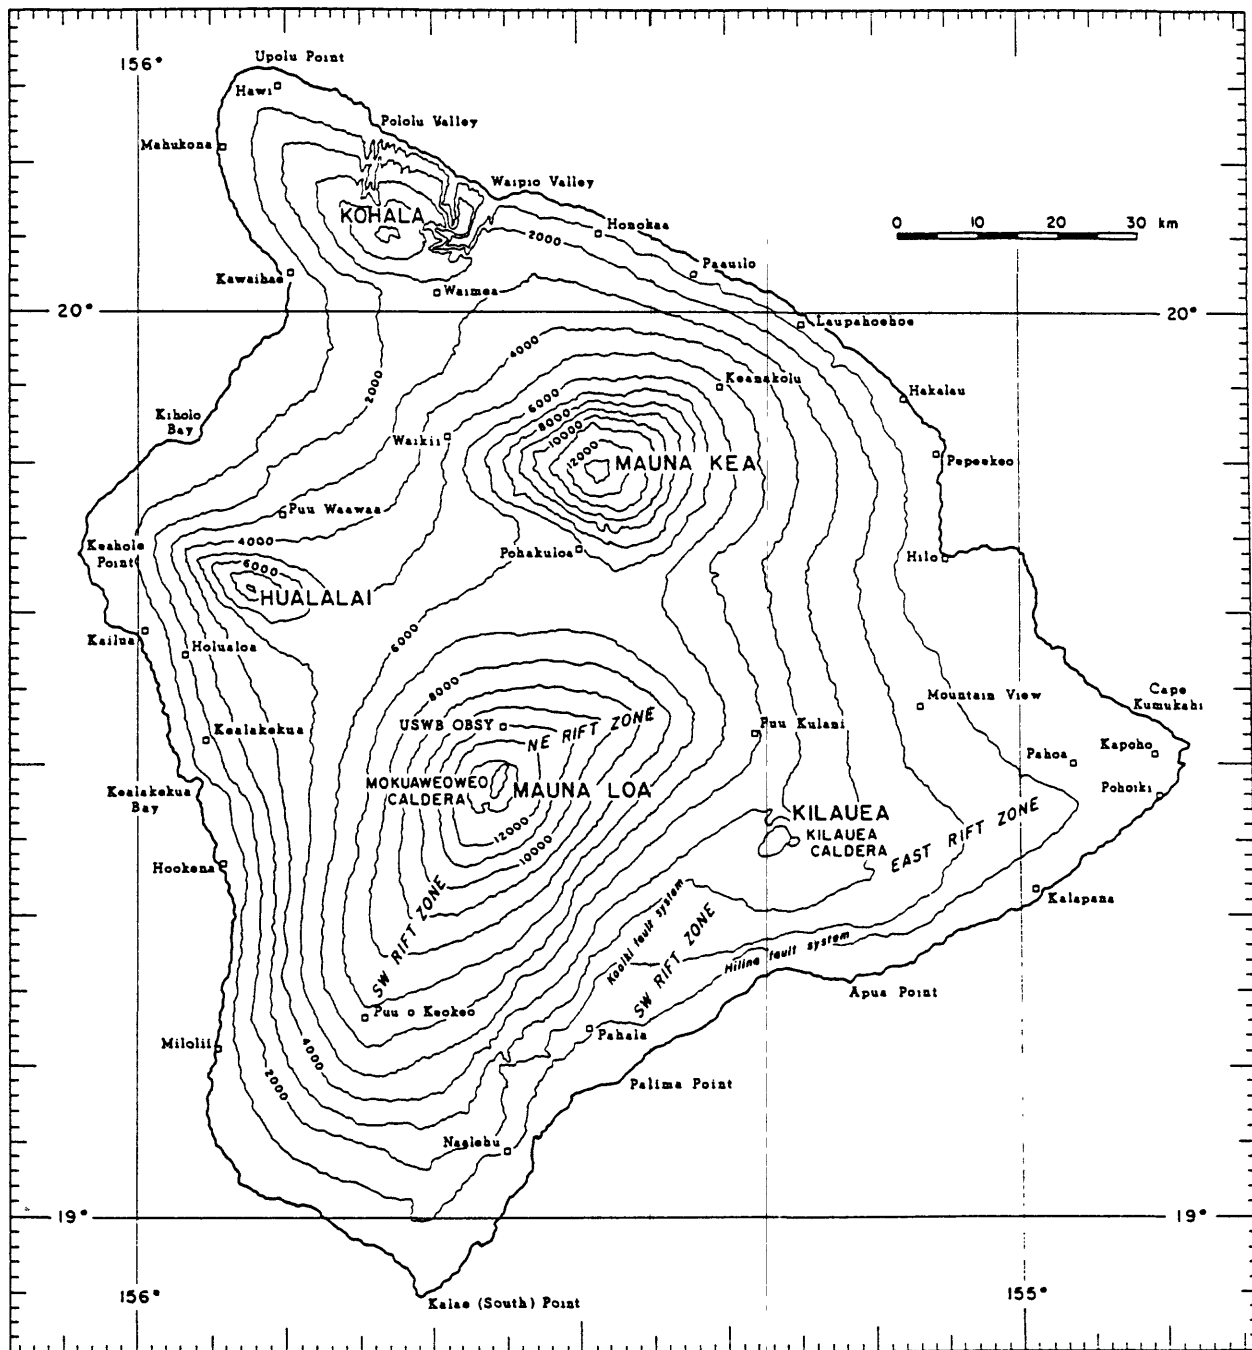 156°
Upolu Point
Hawi
Pololu Valley
Mahukona
Waipio Valley
KOHALA
Honokaa
2000
0 10 20 30 km
Paauilo
Kawaihae
Waimea
20°
20°
Laupahoehoe
4000
2000
Keanakolu
6000
Hakalau
8000
Kiholo
Bay
10000
Waikii
12000
MAUNA KEA
Pepeekeo
Puu Waawaa
4000
Keahole
Point
Pohakuloa
Hilo
6000
HUALALAI
6000
Kailua
Holualoa
8000
Mountain View
Cape
Kumukahi
USWB OBSY
NE RIFT ZONE
Puu Kulani
Kealakekua
Pahoa
Kapoho
MOKUAWEOWEO
CALDERA
MAUNA LOA
Kealakekua
Bay
Pohoiki
KILAUEA
12000
KILAUEA
CALDERA
EAST RIFT ZONE
10000
Hookena
Kalapana
SW RIFT ZONE
Kaoiki fault system
SW RIFT ZONE
Hilina fault system
Apua Point
Puu o Keokeo
Pahala
Milolii
4000
2000
Palima Point
Naalehu
19°
19°
156°
155°
Kalae (South) Point